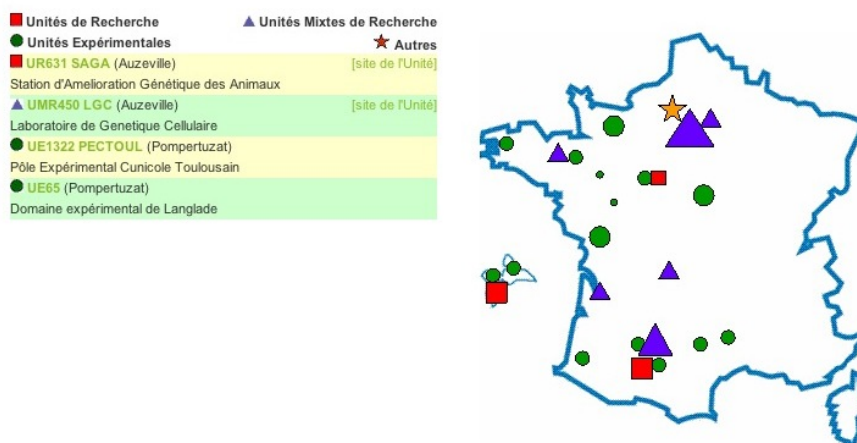 Unités de Recherche
Unités Mixtes de Recherche
Unités Expérimentales
Autres
UR631 SAGA (Auzeville) [site de l'Unité]
Station d'Amelioration Génétique des Animaux
UMR450 LGC (Auzeville) [site de l'Unité]
Laboratoire de Genetique Cellulaire
UE1322 PECTOUL (Pompertuzat)
Pôle Expérimental Cunicole Toulousain
UE65 (Pompertuzat)
Domaine expérimental de Langlade